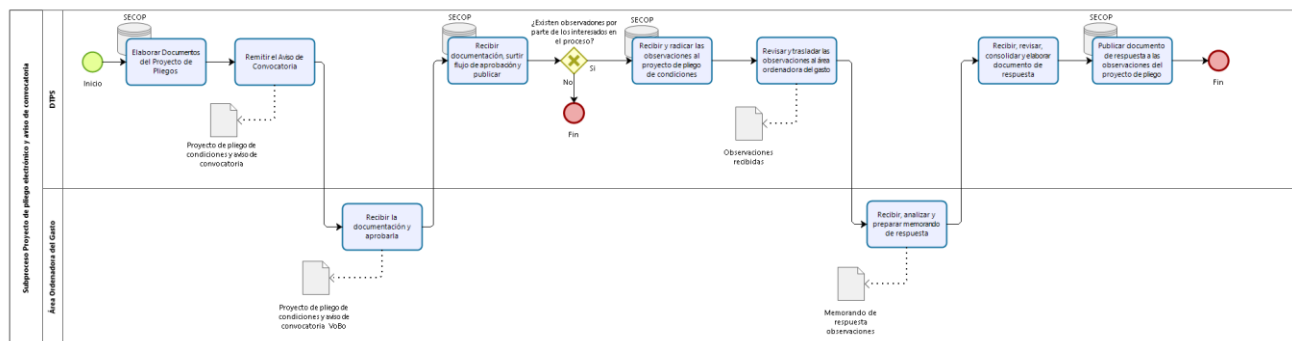 Subproceso Proyecto de pliego electrónico y aviso de convocatoria
DTPS
Inicio
SECOP
Elaborar Documentos
del Proyecto de
Pliegos
Remitir el Aviso de
Convocatoria
Proyecto de pliego de
condiciones y aviso de
convocatoria
SECOP
Recibir
documentación, surtir
flujo de aprobación y
publicar
¿Existen observaciones por
parte de los interesados en
el proceso?
Si
No
Fin
SECOP
Recibir y radicar las
observaciones al
proyecto de pliego de
condiciones
Revisar y trasladar las
observaciones al área
ordenadora del gasto
Observaciones
recibidas
Recibir, revisar,
consolidar y elaborar
documento de
respuesta
SECOP
Publicar documento
de respuesta a las
observaciones del
proyecto de pliego
Fin
Área Ordenadora del Gasto
Recibir la
documentación y
aprobarla
Proyecto de pliego de
condiciones y aviso de
convocatoria VoBo
Recibir, analizar y
preparar memorando
de respuesta
Memorando de
respuesta
observaciones